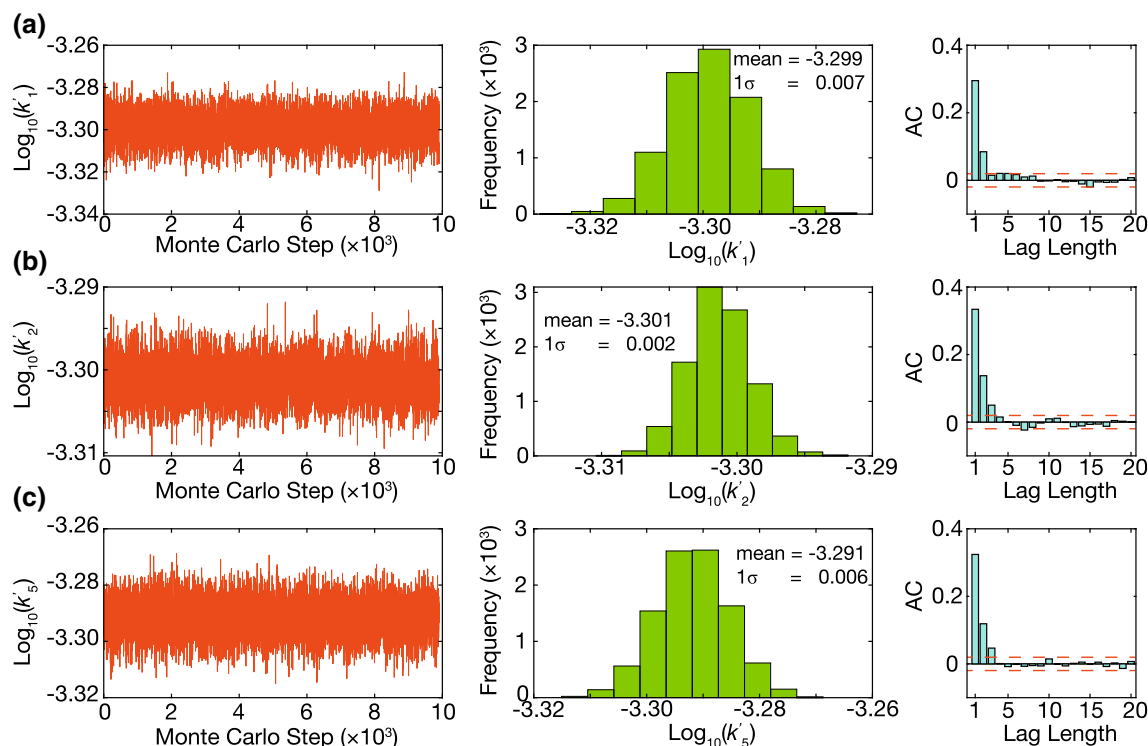 (a)
-3.26
-3.28
-3.30
-3.32
-3.34
Log₁₀(k′₁)
0 2 4 6 8 10
Monte Carlo Step (×10³)
3
2
1
0
Frequency (×10³)
mean = -3.299
1σ = 0.007
-3.32 -3.30 -3.28
Log₁₀(k′₁)
0.4
0.2
0
AC
1 5 10 15 20
Lag Length
(b)
-3.29
-3.30
-3.31
Log₁₀(k′₂)
0 2 4 6 8 10
Monte Carlo Step (×10³)
3
2
1
0
Frequency (×10³)
mean = -3.301
1σ = 0.002
-3.31 -3.30 -3.29
Log₁₀(k′₂)
0.4
0.2
0
AC
1 5 10 15 20
Lag Length
(c)
-3.26
-3.28
-3.30
-3.32
Log₁₀(k′₅)
0 2 4 6 8 10
Monte Carlo Step (×10³)
3
2
1
0
Frequency (×10³)
mean = -3.291
1σ = 0.006
-3.32 -3.30 -3.28 -3.26
Log₁₀(k′₅)
0.4
0.2
0
AC
1 5 10 15 20
Lag Length